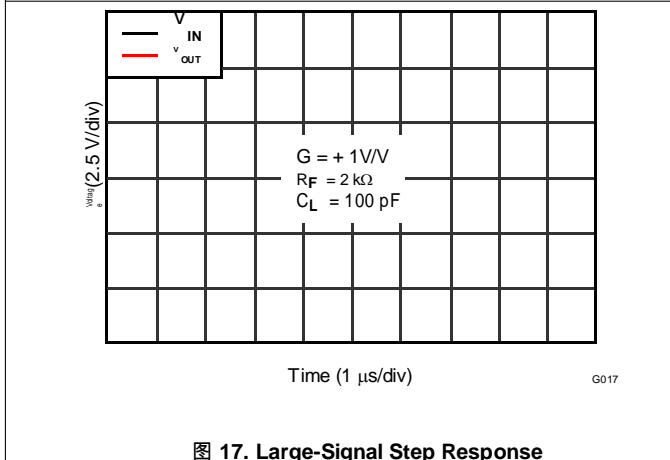 V IN
V OUT
Voltage (2.5 V/div)
G = + 1V/V
RF = 2 kΩ
CL = 100 pF
Time (1 μs/div)
G017
图 17. Large-Signal Step Response